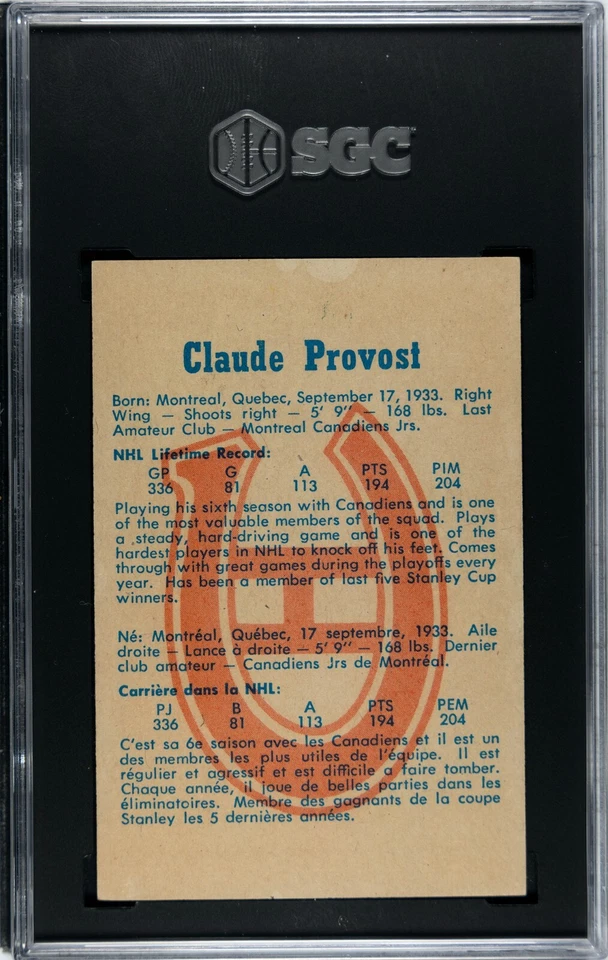 SGC
Claude Provost
Born: Montreal, Quebec, September 17, 1933. Right
Wing — Shoots right — 5' 9" — 168 lbs. Last
Amateur Club — Montreal Canadiens Jrs.
NHL Lifetime Record:
GP G A PTS PIM
336 81 113 194 204
Playing his sixth season with Canadiens and is one
of the most valuable members of the squad. Plays
a steady, hard-driving game and is one of the
hardest players in NHL to knock off his feet. Comes
through with great games during the playoffs every
year. Has been a member of last five Stanley Cup
winners.
Né: Montréal, Québec, 17 septembre, 1933. Aile
droite — Lance à droite — 5' 9" — 168 lbs. Dernier
club amateur — Canadiens Jrs de Montréal.
Carrière dans la NHL:
PJ B A PTS PEM
336 81 113 194 204
C'est sa 6e saison avec les Canadiens et il est un
des membres les plus utiles de l'équipe. Il est
régulier et agressif et est difficile a faire tomber.
Chaque année, il joue de belles parties dans les
éliminatoires. Membre des gagnants de la coupe
Stanley les 5 dernières années.